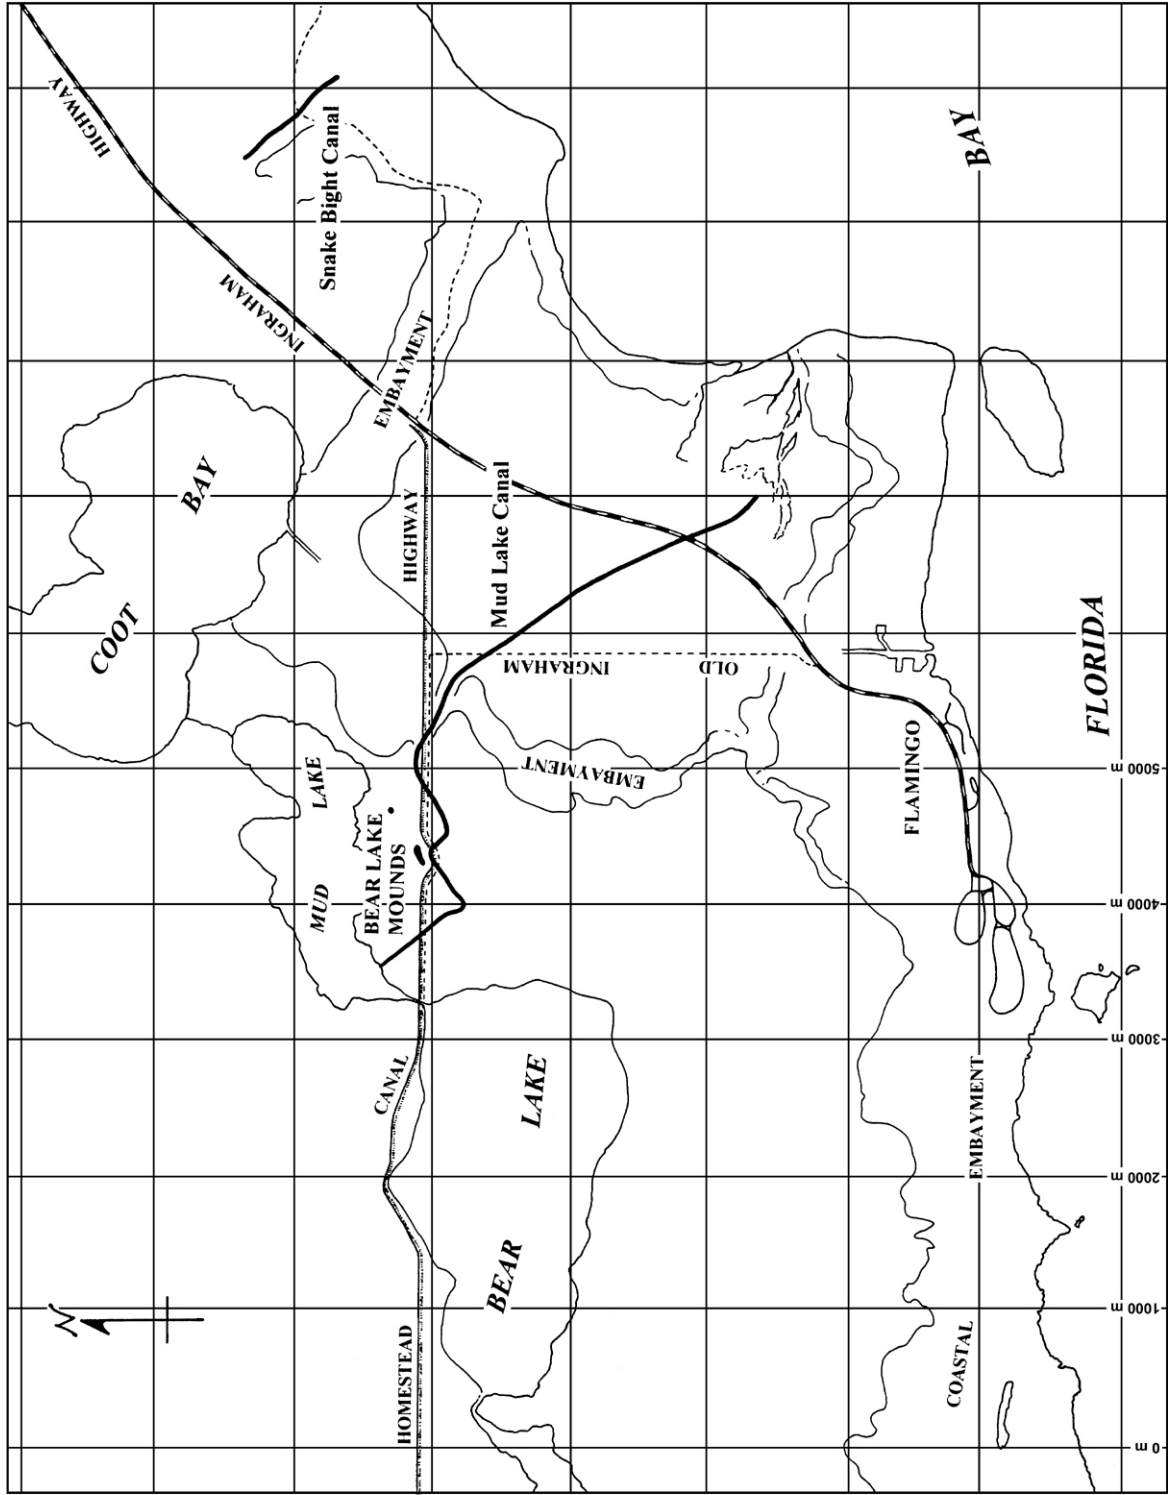 N
HIGHWAY
INGRAHAM
Snake Bight Canal
COOT
BAY
EMBAYMENT
HIGHWAY
Mud Lake Canal
OLD
INGRAHAM
MUD
LAKE
BEAR LAKE
MOUNDS
EMBAYMENT
HOMESTEAD
CANAL
BEAR
LAKE
FLAMINGO
COASTAL
EMBAYMENT
FLORIDA
BAY
0 m
1000 m
2000 m
3000 m
4000 m
5000 m